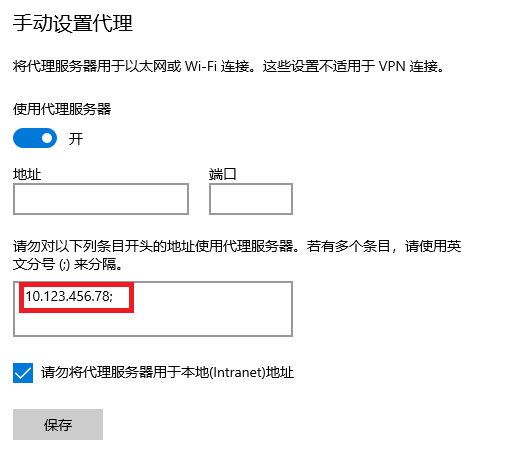 手动设置代理
将代理服务器用于以太网或 Wi-Fi 连接。这些设置不适用于 VPN 连接。
使用代理服务器
开
地址 端口
请勿对以下列条目开头的地址使用代理服务器。若有多个条目，请使用英
文分号 (;) 来分隔。
10.123.456.78;
请勿将代理服务器用于本地(Intranet)地址
保存